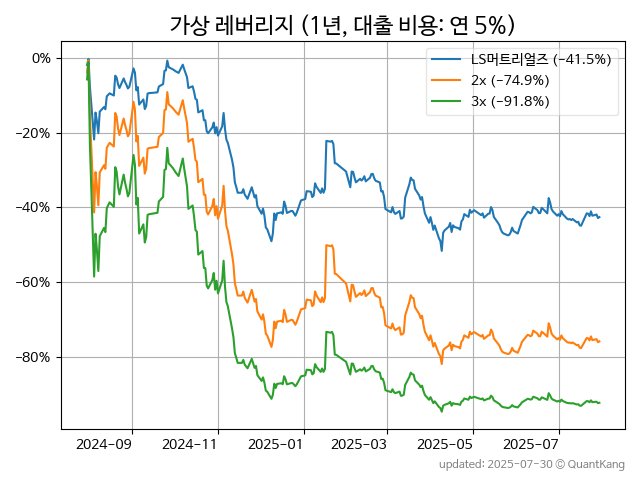 가상 레버리지 (1년, 대출 비용: 연 5%)
LS머트리얼즈 (−41.5%)
2x (−74.9%)
3x (−91.8%)
0%
−20%
−40%
−60%
−80%
2024-09 2024-11 2025-01 2025-03 2025-05 2025-07
updated: 2025-07-30 © QuantKang